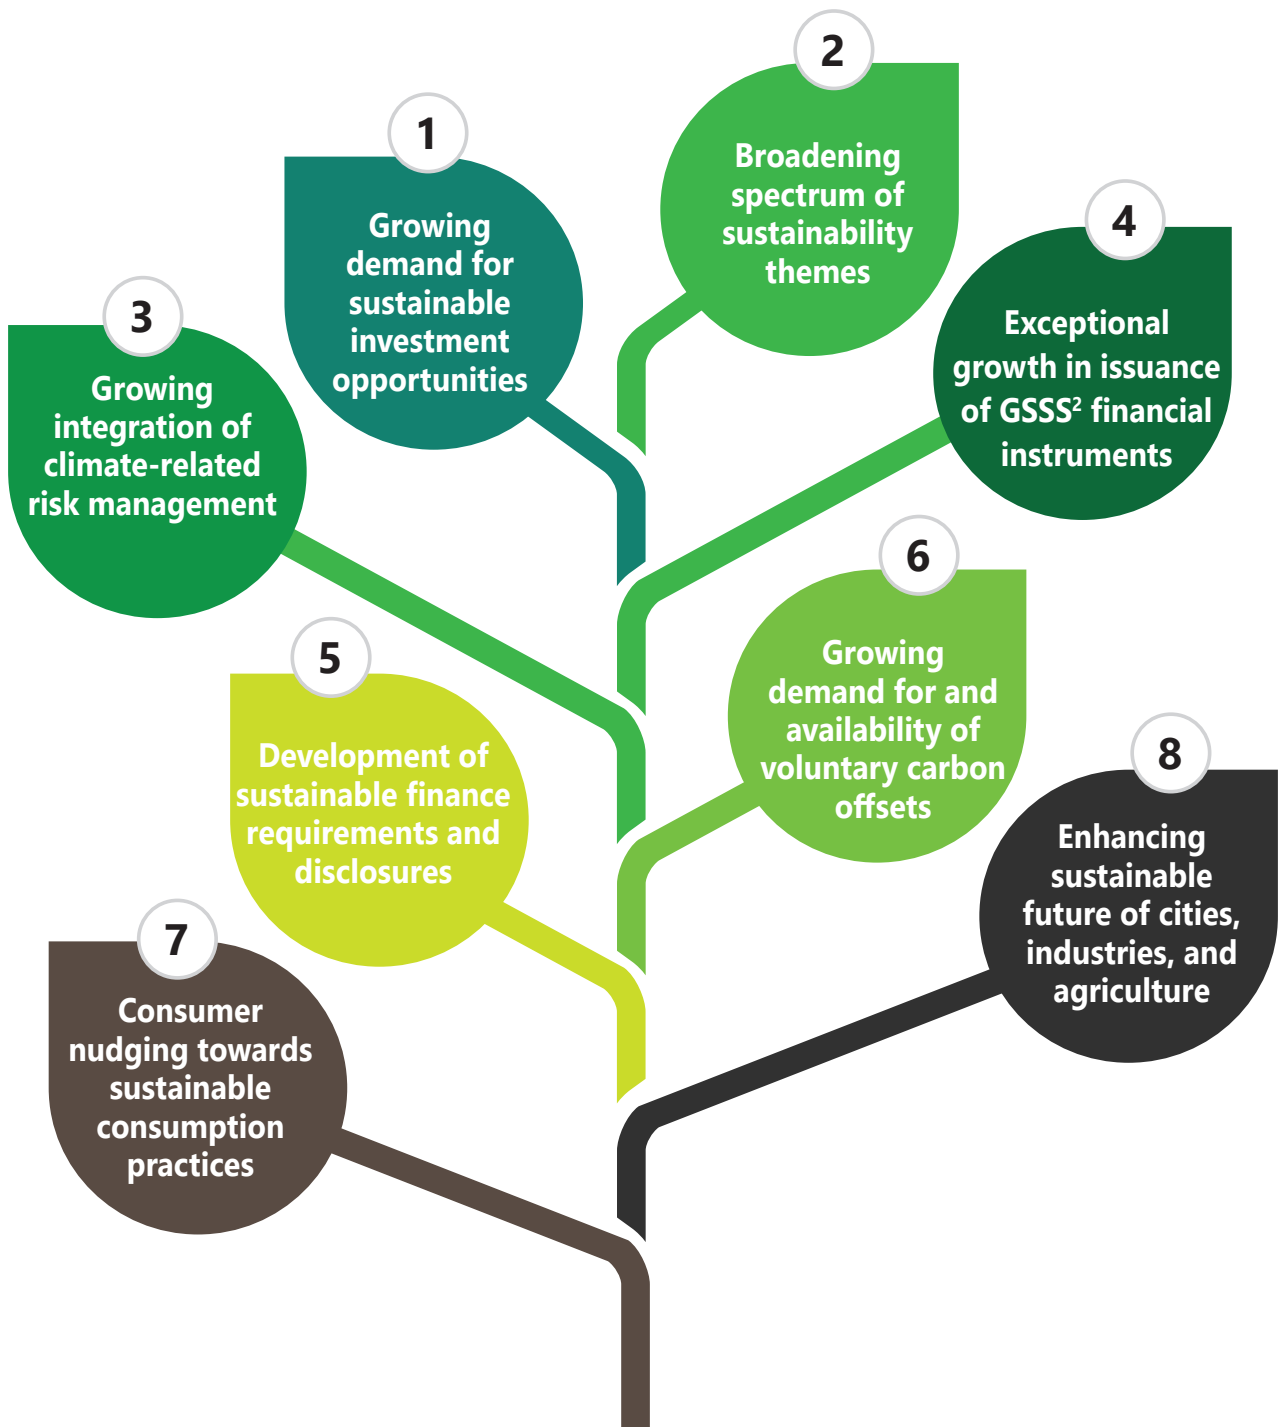 1
Growing
demand for
sustainable
investment
opportunities
2
Broadening
spectrum of
sustainability
themes
3
Growing
integration of
climate-related
risk management
4
Exceptional
growth in issuance
of GSSS² financial
instruments
5
Development of
sustainable finance
requirements and
disclosures
6
Growing
demand for and
availability of
voluntary carbon
offsets
7
Consumer
nudging towards
sustainable
consumption
practices
8
Enhancing
sustainable
future of cities,
industries, and
agriculture